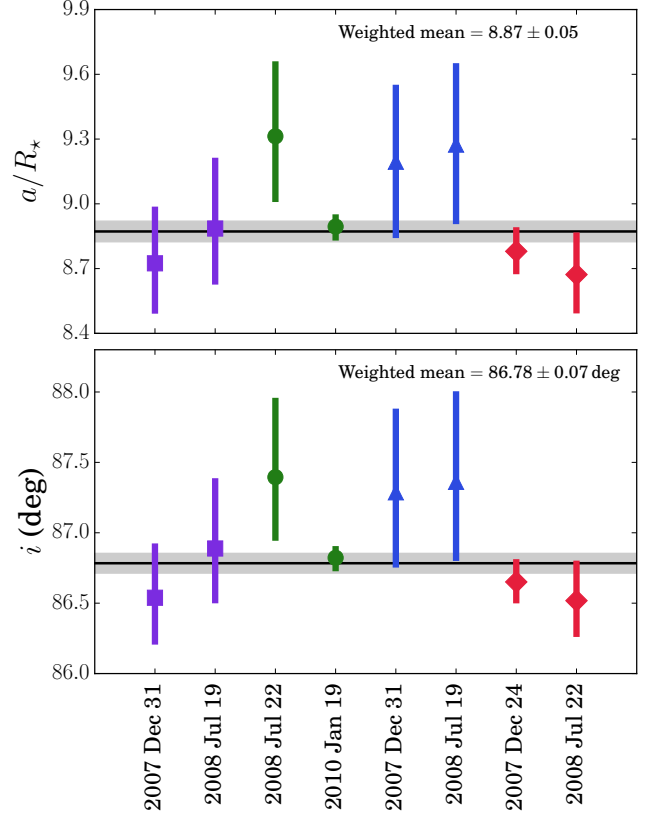 9.9
Weighted mean = 8.87 ± 0.05
9.6
9.3
9.0
8.7
8.4
a/R⋆
Weighted mean = 86.78 ± 0.07 deg
88.0
87.5
87.0
86.5
86.0
i (deg)
2007 Dec 31
2008 Jul 19
2008 Jul 22
2010 Jan 19
2007 Dec 31
2008 Jul 19
2007 Dec 24
2008 Jul 22